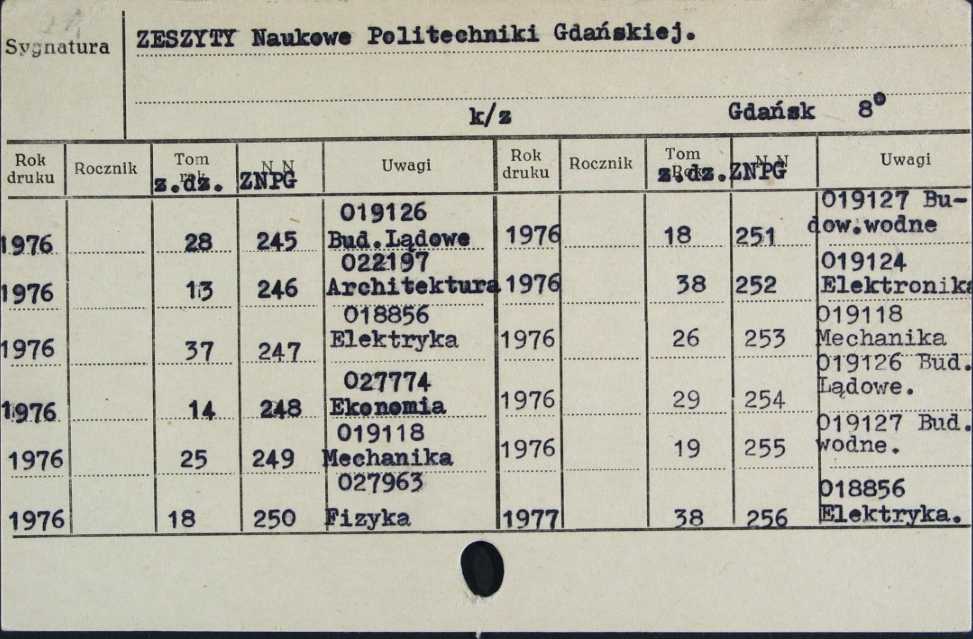 Sygnatura
ZESZYTY Naukowe Politechniki Gdańskiej.
k/z Gdańsk 8°
Rok druku Rocznik Tom z.dz. N N ZNPG Uwagi Rok druku Rocznik Tom z.dz. N N ZNPG Uwagi
1976 28 245 019126 Bud.Lądowe
1976 13 246 022197 Architektura
1976 37 247 018856 Elektryka
1976 14 248 027774 Ekonomia
1976 25 249 019118 Mechanika
1976 18 250 027963 Fizyka
1976 18 251 019127 Bu-
dow.wodne
1976 38 252 019124 Elektronika
1976 26 253 019118 Mechanika
1976 29 254 019126 Bud.
Lądowe.
1976 19 255 019127 Bud.
wodne.
1977 38 256 018856 Elektryka.